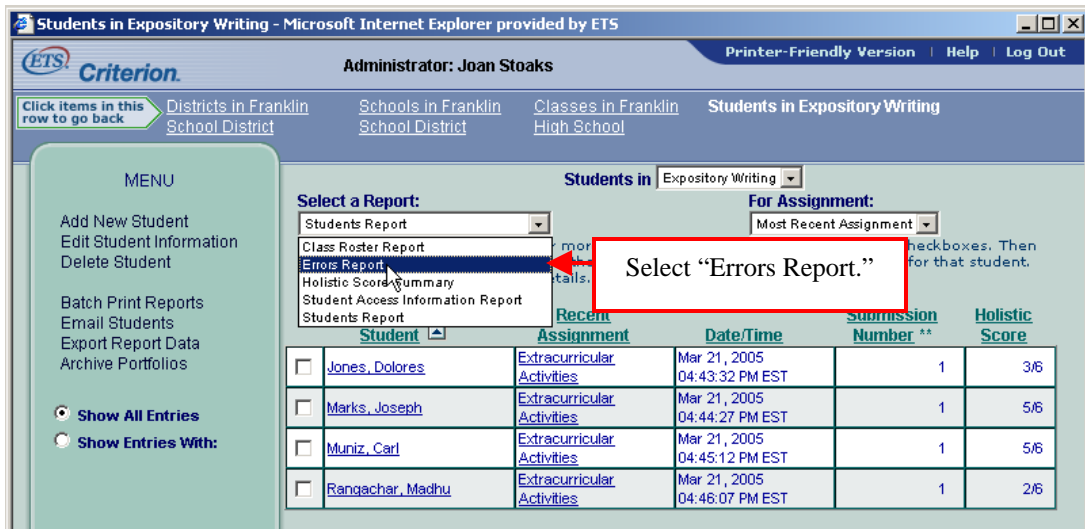 Students in Expository Writing - Microsoft Internet Explorer provided by ETS
ETS Criterion.
Administrator: Joan Stoaks
Printer-Friendly Version | Help | Log Out
Click items in this row to go back
Districts in Franklin School District
Schools in Franklin School District
Classes in Franklin High School
Students in Expository Writing
MENU
Add New Student
Edit Student Information
Delete Student
Batch Print Reports
Email Students
Export Report Data
Archive Portfolios
Show All Entries
Show Entries With:
Students in Expository Writing
Select a Report:
Students Report
For Assignment:
Most Recent Assignment
Class Roster Report
Errors Report
Holistic Score Summary
Student Access Information Report
Students Report
heckboxes. Then
for that student.
etails.
Select “Errors Report.”
Student
Recent Assignment
Date/Time
Submission Number **
Holistic Score
Jones, Dolores
Extracurricular Activities
Mar 21, 2005
04:43:32 PM EST
1
3/6
Marks, Joseph
Extracurricular Activities
Mar 21, 2005
04:44:27 PM EST
1
5/6
Muniz, Carl
Extracurricular Activities
Mar 21, 2005
04:45:12 PM EST
1
5/6
Rangachar, Madhu
Extracurricular Activities
Mar 21, 2005
04:46:07 PM EST
1
2/6